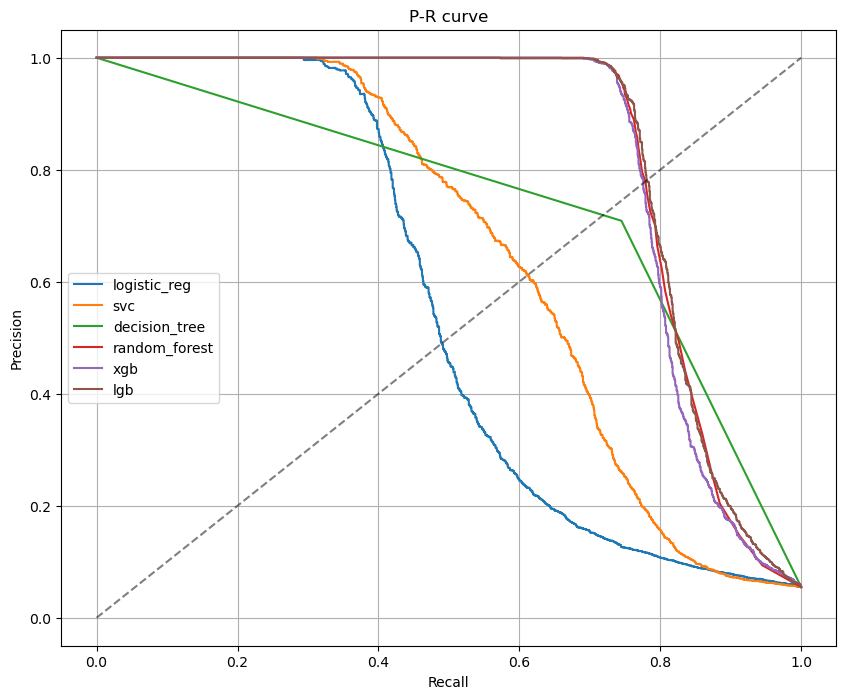 P-R curve
Precision
1.0
0.8
0.6
0.4
0.2
0.0
logistic_reg
svc
decision_tree
random_forest
xgb
lgb
0.0 0.2 0.4 0.6 0.8 1.0
Recall